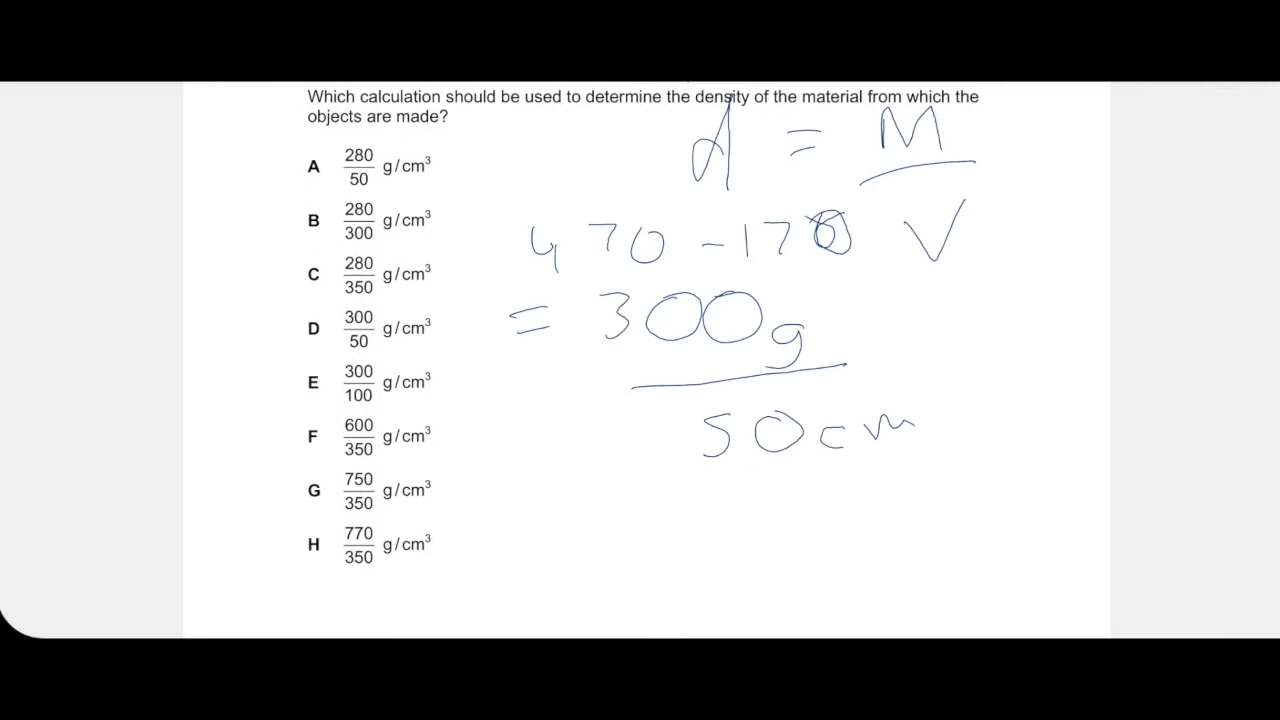 Which calculation should be used to determine the density of the material from which the
objects are made?
d = M / V
A 280/50 g/cm³
B 280/300 g/cm³
C 280/350 g/cm³
D 300/50 g/cm³
E 300/100 g/cm³
F 600/350 g/cm³
G 750/350 g/cm³
H 770/350 g/cm³
470 - 170
= 300g
50cm